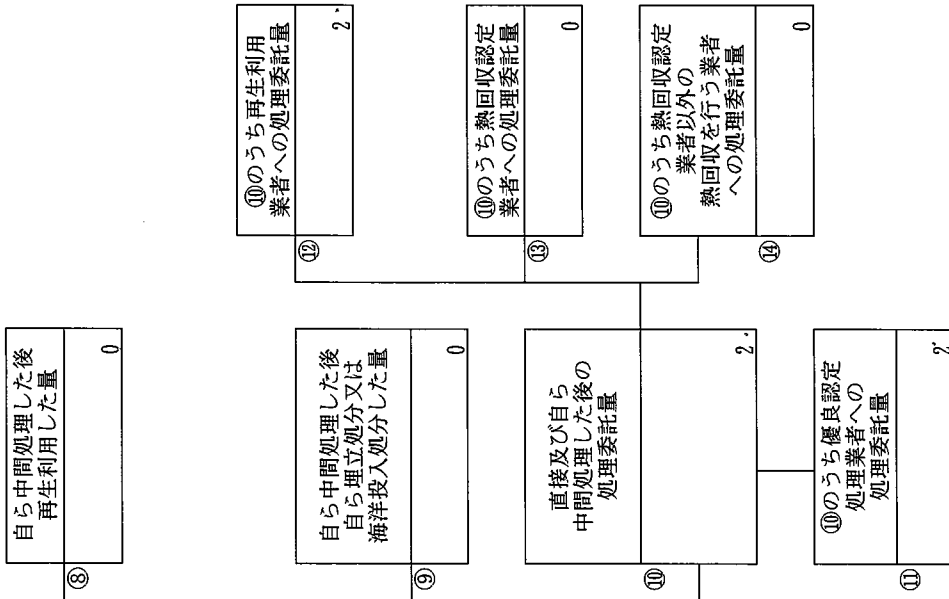 ⑧
自ら中間処理した後
再生利用した量
0
⑨
自ら中間処理した後
自ら埋立処分又は
海洋投入処分した量
0
⑩
直接及び自ら
中間処理した後の
処理委託量
2.
⑪
⑩のうち優良認定
処理業者への
処理委託量
2.
⑫
⑩のうち再生利用
業者への処理委託量
2.
⑬
⑩のうち熱回収認定
業者への処理委託量
0
⑭
⑩のうち熱回収認定
業者以外の
熱回収を行う業者
への処理委託量
0